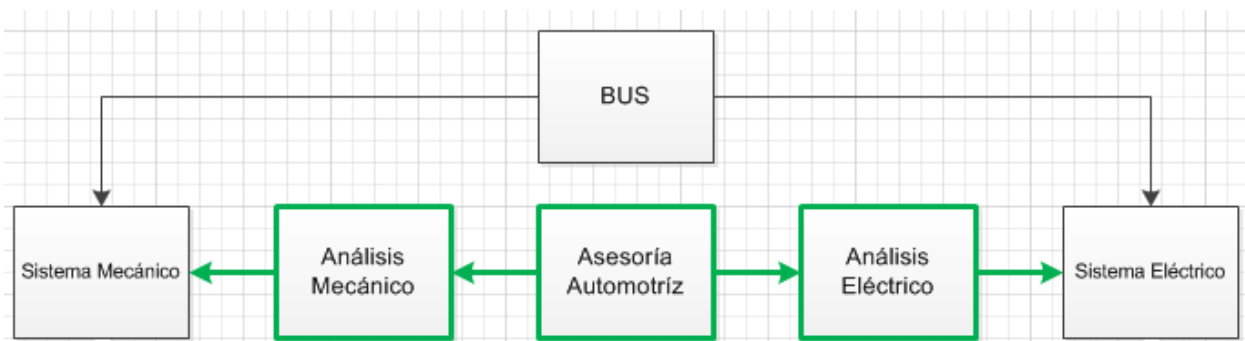 BUS
Sistema Mecánico
Análisis
Mecánico
Asesoría
Automotríz
Análisis
Eléctrico
Sistema Eléctrico